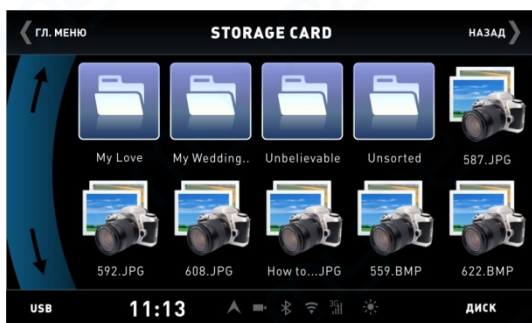 ГЛ. МЕНЮ STORAGE CARD НАЗАД
My Love My Wedding.. Unbelievable Unsorted 587.JPG
592.JPG 608.JPG How to...JPG 559.BMP 622.BMP
USB 11:13 3G ДИСК